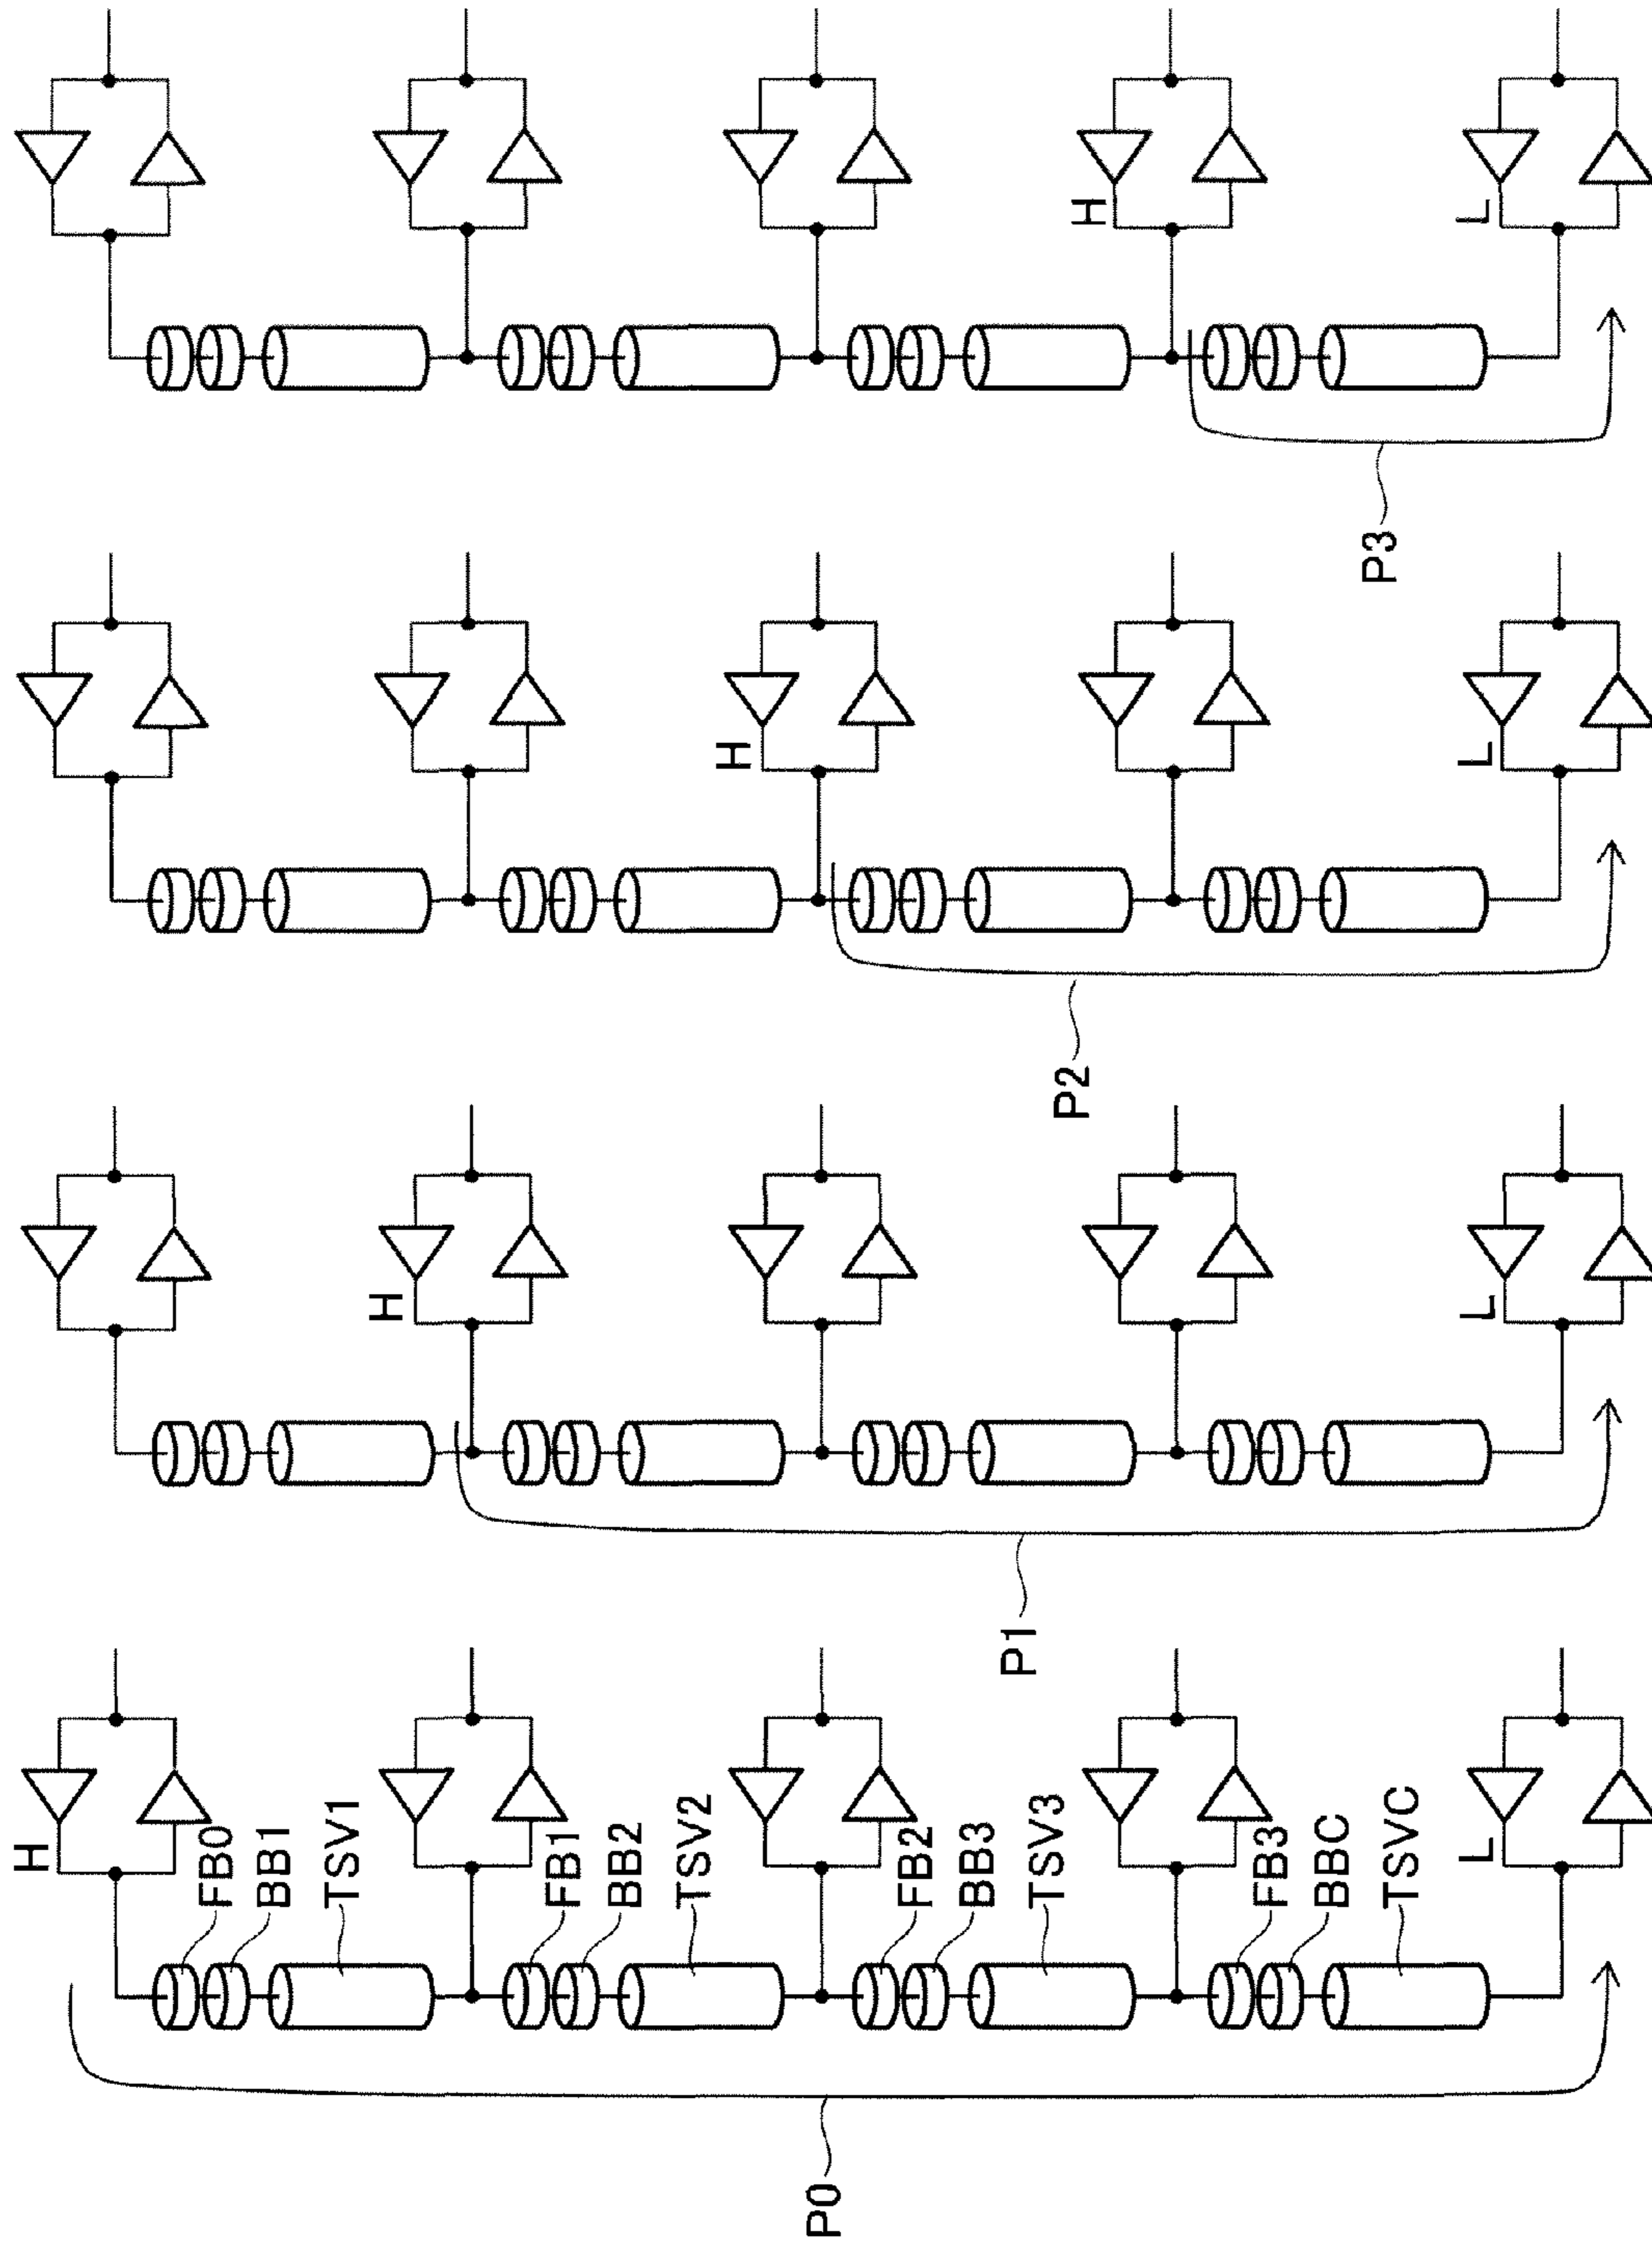 H
FB0
BB1
TSV1
FB1
BB2
TSV2
FB2
BB3
TSV3
FB3
BBC
TSVC
L
P0
H
L
P1
H
L
P2
H
L
P3